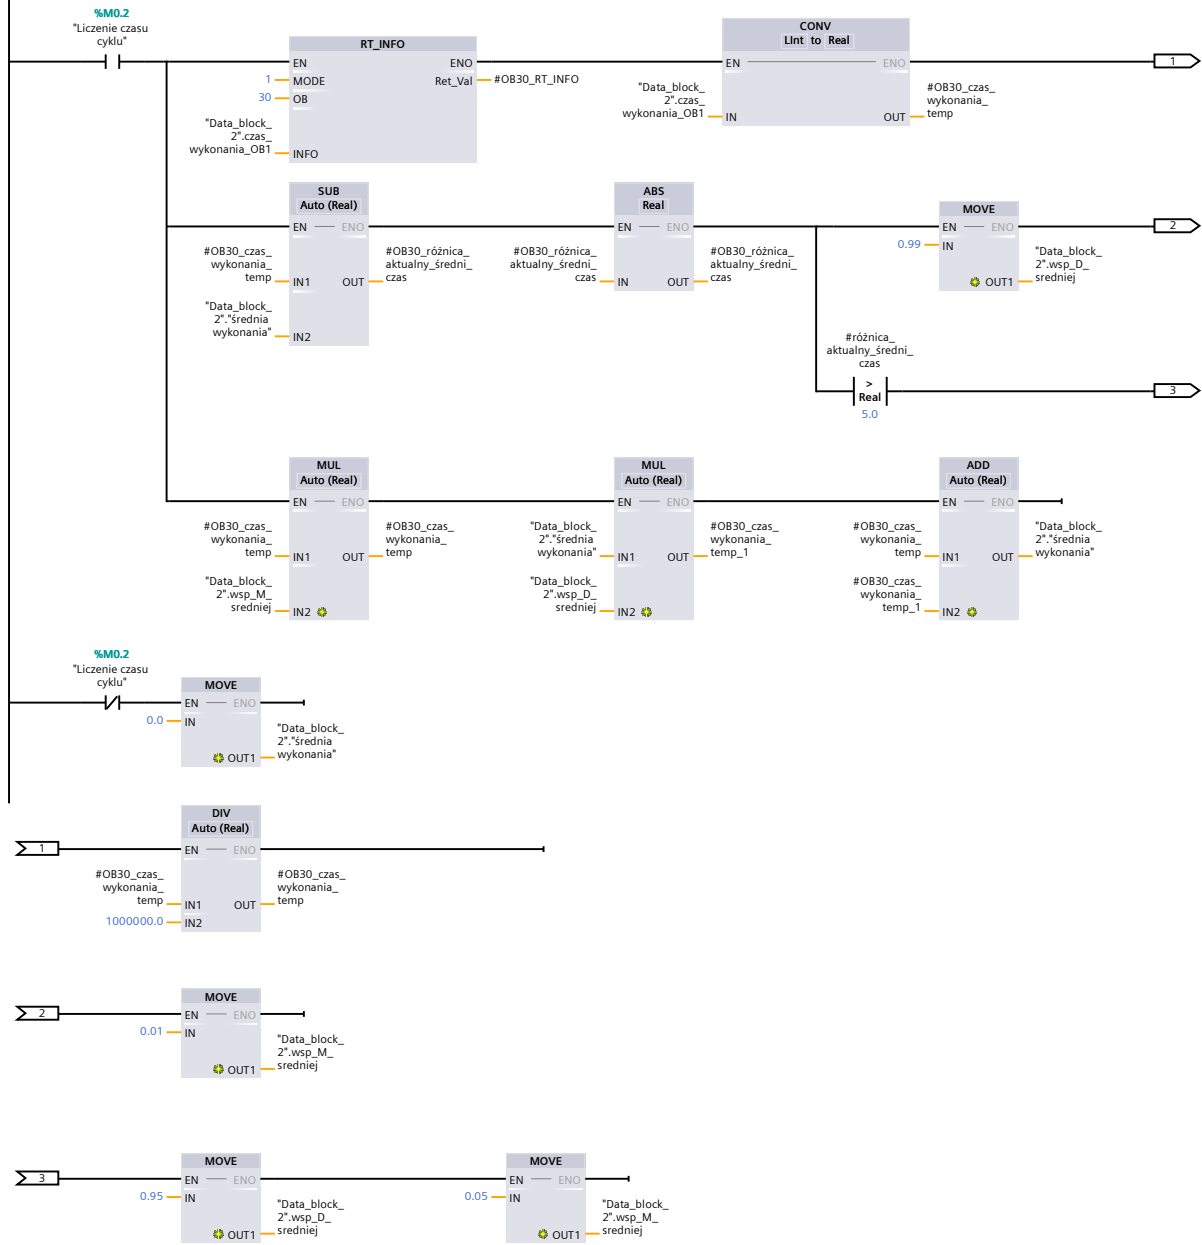 %M0.2
"Liczenie czasu
cyklu"
RT_INFO
EN
ENO
1
MODE
Ret_Val
#OB30_RT_INFO
30
OB
"Data_block_
2".czas_
wykonania_OB1
INFO
CONV
LInt to Real
EN
ENO
"Data_block_
2".czas_
wykonania_OB1
IN
OUT
#OB30_czas_
wykonania_
temp
1
SUB
Auto (Real)
EN
ENO
#OB30_czas_
wykonania_
temp
IN1
OUT
#OB30_różnica_
aktualny_średni_
czas
"Data_block_
2"."średnia
wykonania"
IN2
ABS
Real
EN
ENO
#OB30_różnica_
aktualny_średni_
czas
IN
OUT
#OB30_różnica_
aktualny_średni_
czas
MOVE
EN
ENO
0.99
IN
OUT1
"Data_block_
2".wsp_D_
sredniej
2
#różnica_
aktualny_średni_
czas
>
Real
5.0
3
MUL
Auto (Real)
EN
ENO
#OB30_czas_
wykonania_
temp
IN1
OUT
#OB30_czas_
wykonania_
temp
"Data_block_
2".wsp_M_
sredniej
IN2
MUL
Auto (Real)
EN
ENO
"Data_block_
2"."średnia
wykonania"
IN1
OUT
#OB30_czas_
wykonania_
temp_1
"Data_block_
2".wsp_D_
sredniej
IN2
ADD
Auto (Real)
EN
ENO
#OB30_czas_
wykonania_
temp
IN1
OUT
"Data_block_
2"."średnia
wykonania"
#OB30_czas_
wykonania_
temp_1
IN2
%M0.2
"Liczenie czasu
cyklu"
MOVE
EN
ENO
0.0
IN
OUT1
"Data_block_
2"."średnia
wykonania"
1
DIV
Auto (Real)
EN
ENO
#OB30_czas_
wykonania_
temp
IN1
OUT
#OB30_czas_
wykonania_
temp
1000000.0
IN2
2
MOVE
EN
ENO
0.01
IN
OUT1
"Data_block_
2".wsp_M_
sredniej
3
MOVE
EN
ENO
0.95
IN
OUT1
"Data_block_
2".wsp_D_
sredniej
MOVE
EN
ENO
0.05
IN
OUT1
"Data_block_
2".wsp_M_
sredniej